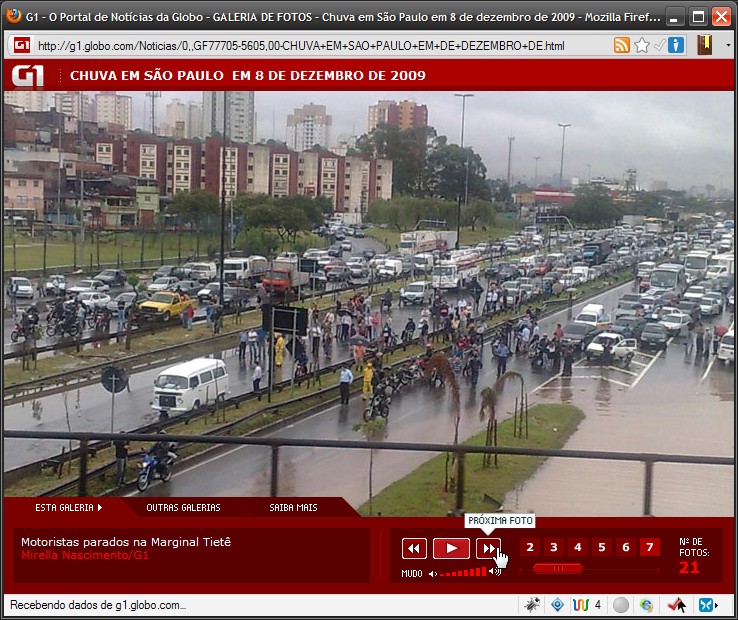 G1 - O Portal de Notícias da Globo - GALERIA DE FOTOS - Chuva em São Paulo em 8 de dezembro de 2009 - Mozilla Firef...
G1 http://g1.globo.com/Noticias/0,,GF77705-5605,00-CHUVA+EM+SAO+PAULO+EM+DE+DEZEMBRO+DE.html
G1 CHUVA EM SÃO PAULO EM 8 DE DEZEMBRO DE 2009
ESTA GALERIA OUTRAS GALERIAS SAIBA MAIS
PRÓXIMA FOTO
Motoristas parados na Marginal Tietê
Mirella Nascimento/G1
2 3 4 5 6 7
Nº DE
FOTOS:
21
MUDO
Recebendo dados de g1.globo.com...
4